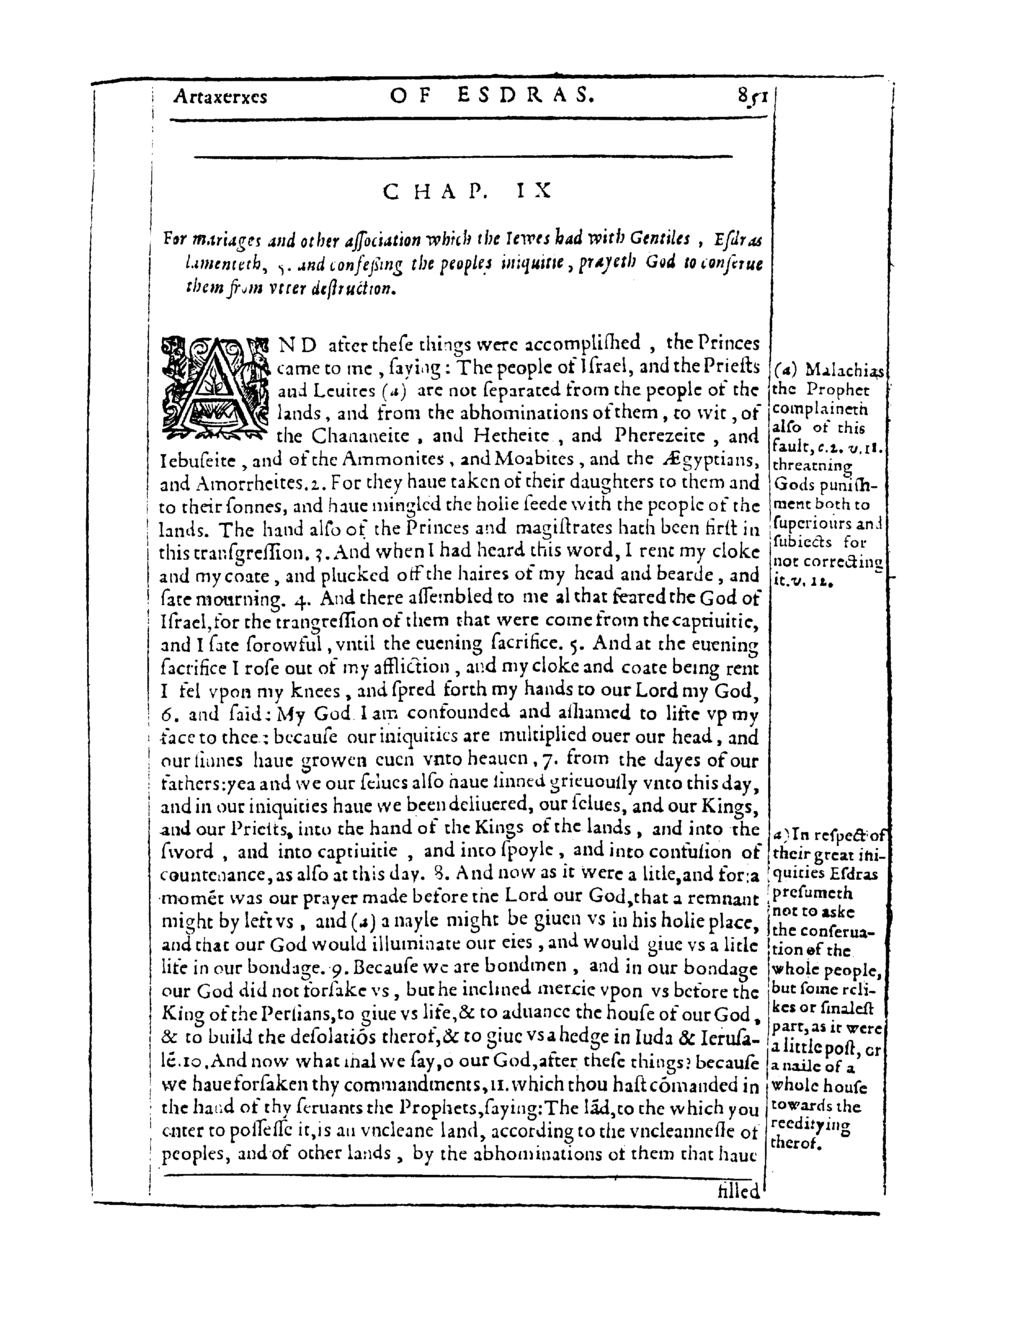 Artaxerxes OF ESDRAS. 851
CHAP. IX
For mariages and other aſſociation which the Iewes had with Gentiles, Eſdras
lamenteth, 5. and confeſsing the peoples iniquitie, prayeth God to conſerue
them from vtter deſtruction.
AND after theſe things were accompliſhed, the Princes
came to me, ſaying: The people of Iſrael, and the Prieſts
and Leuites (a) are not ſeparated from the people of the
lands, and from the abhominations of them, to wit, of
the Chananeite, and Hetheite, and Pherezeite, and
Iebuſeite, and of the Ammonites, and Moabites, and the Ægyptians,
and Amorrheites. 2. For they haue taken of their daughters to them and
to their ſonnes, and haue mingled the holie ſeede with the people of the
lands. The hand alſo of the Princes and magiſtrates hath been firſt in
this tranſgreſſion. 3. And when I had heard this word, I rent my cloke
and my coate, and plucked off the haires of my head and bearde, and
ſate mourning. 4. And there aſſembled to me al that feared the God of
Iſrael, for the trangreſſion of them that were come from the captiuitie,
and I ſate ſorowful, vntil the euening ſacrifice. 5. And at the euening
ſacrifice I roſe out of my affliction, and my cloke and coate being rent
I fel vpon my knees, and ſpred forth my hands to our Lord my God,
6. and ſaid: My God I am confounded and aſhamed to lifte vp my
face to thee: becauſe our iniquities are multiplied ouer our head, and
our ſinnes haue growen euen vnto heauen, 7. from the dayes of our
fathers: yea and we our ſelues alſo haue ſinned grieuouſly vnto this day,
and in our iniquities haue we been deliuered, our ſelues, and our Kings,
and our Prieſts, into the hand of the Kings of the lands, and into the
ſword, and into captiuitie, and into ſpoyle, and into confuſion of
countenance, as alſo at this day. 8. And now as it were a litle, and for a
momēt was our prayer made before the Lord our God, that a remnant
might by left vs, and (a) a nayle might be giuen vs in his holie place,
and that our God would illuminate our eies, and would giue vs a litle
life in our bondage. 9. Becauſe we are bondmen, and in our bondage
our God did not forſake vs, but he inclined mercie vpon vs before the
King of the Perſians, to giue vs life, & to aduance the houſe of our God,
& to build the deſolatiōs therof, & to giue vs a hedge in Iuda & Ieruſa-
lē. 10. And now what ſhal we ſay, o our God, after theſe things? becauſe
we haue forſaken thy commandments, 11. which thou haſt cōmanded in
the hand of thy ſeruants the Prophets, ſaying: The lād, to the which you
enter to poſſeſſe it, is an vncleane land, according to the vncleanneſſe of
peoples, and of other lands, by the abhominations of them that haue
filled
(a) Malachias
the Prophet
complaineth
alſo of this
fault, c. 2. v. 11.
threatning
Gods puniſh-
ment both to
ſuperiours and
ſubiects for
not correcting
it. v. 12.
a) In reſpect of
their great ini-
quities Eſdras
preſumeth
not to aske
the conſerua-
tion of the
whole people,
but ſome reli-
kes or ſmaleſt
part, as it were
a little poſt, or
a naile of a
whole houſe
towards the
reedifying
therof.